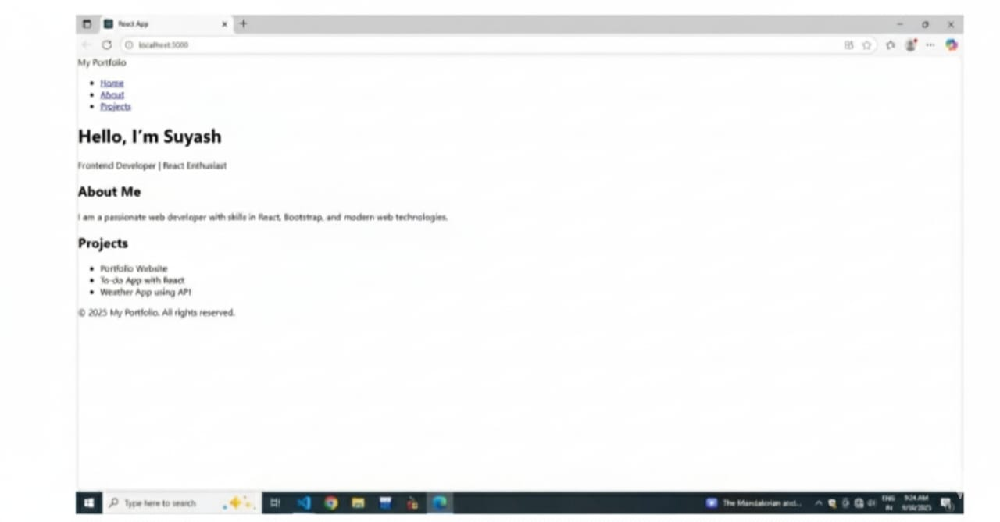 React App
localhost:3000
My Portfolio
Home
About
Projects
Hello, I'm Suyash
Frontend Developer | React Enthusiast
About Me
I am a passionate web developer with skills in React, Bootstrap, and modern web technologies.
Projects
Portfolio Website
To-do App with React
Weather App using API
© 2025 My Portfolio. All rights reserved.
Type here to search
The Mandalorian and...
ENG 9:24 AM
IN